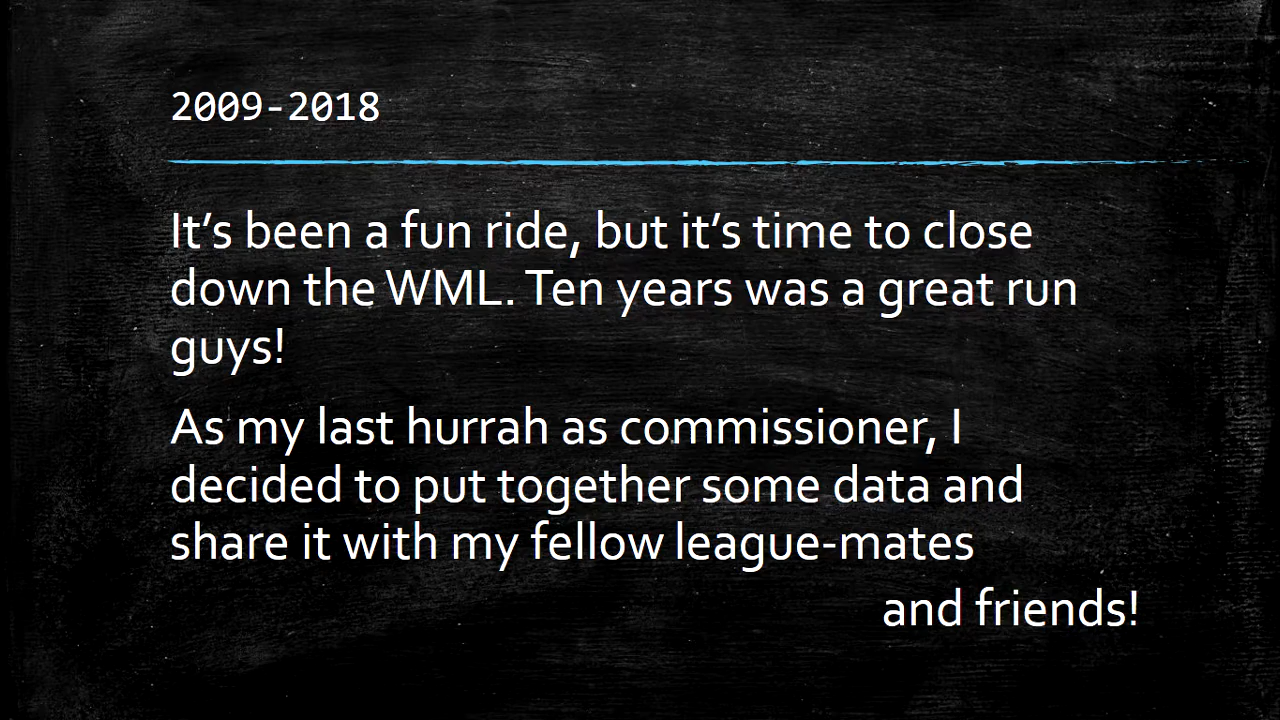 2009-2018
It’s been a fun ride, but it’s time to close
down the WML. Ten years was a great run
guys!
As my last hurrah as commissioner, I
decided to put together some data and
share it with my fellow league-mates
and friends!